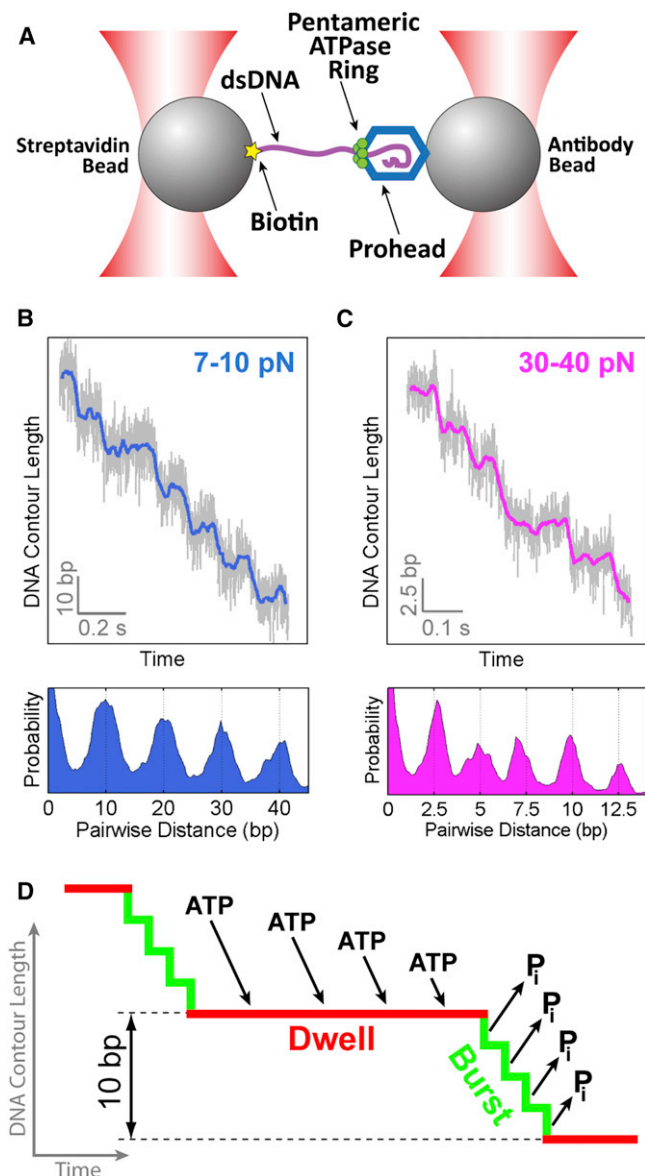 A
Pentameric
ATPase
Ring
dsDNA
Streptavidin
Bead
Antibody
Bead
Biotin
Prohead
B
7-10 pN
DNA Contour Length
10 bp
0.2 s
Time
Probability
0 10 20 30 40
Pairwise Distance (bp)
C
30-40 pN
DNA Contour Length
2.5 bp
0.1 s
Time
Probability
0 2.5 5 7.5 10 12.5
Pairwise Distance (bp)
D
DNA Contour Length
Time
10 bp
ATP
ATP
ATP
ATP
Dwell
Burst
Pi
Pi
Pi
Pi